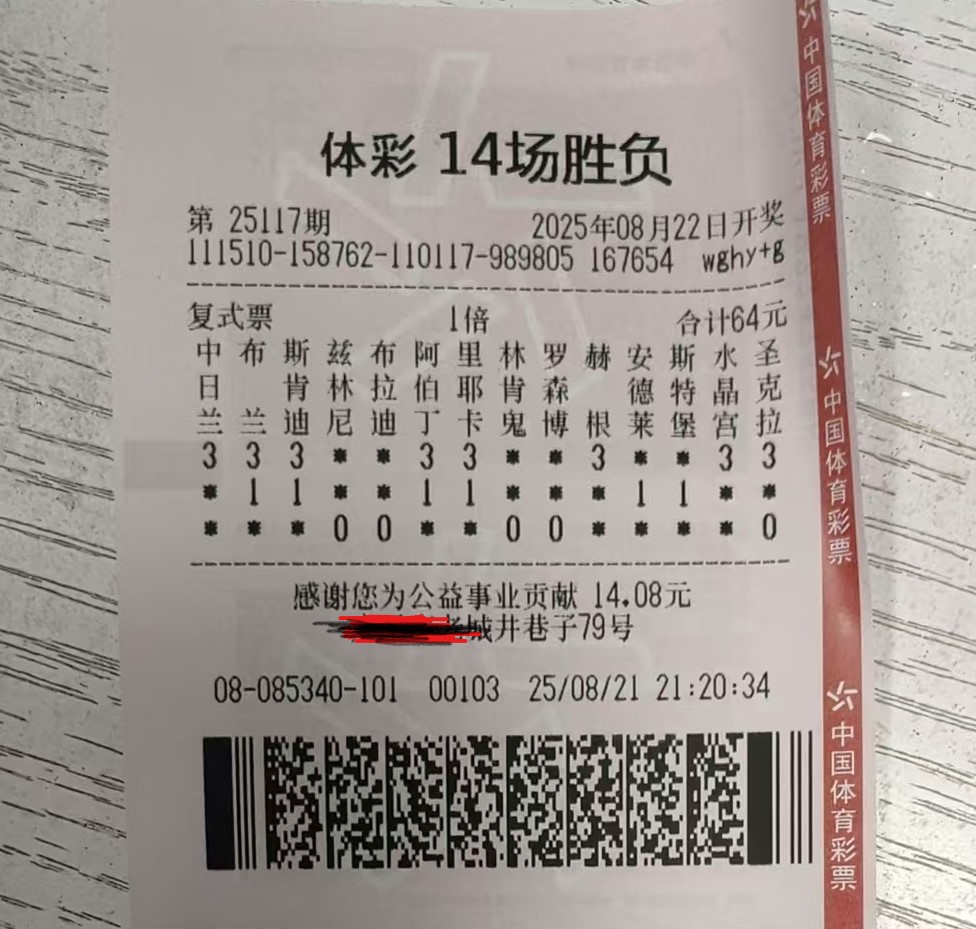 体彩 14场胜负
第 25117期 2025年08月22日开奖
111510-158762-110117-989805 167654 wghy+g
复式票 1倍 合计64元
中 布 斯 兹 布 阿 里 林 罗 赫 安 斯 水 圣
日 肯 林 拉 伯 耶 肯 森 德 特 晶 克
兰 兰 迪 尼 迪 丁 卡 鬼 博 根 莱 堡 宫 拉
3 3 3 * * 3 3 * * 3 * * 3 3
* 1 1 * * 1 1 * * * 1 1 * *
* * * 0 0 * * 0 0 * * * * 0
感谢您为公益事业贡献 14.08元
城井巷子79号
08-085340-101 00103 25/08/21 21:20:34
中国体育彩票
中国体育彩票
中国体育彩票